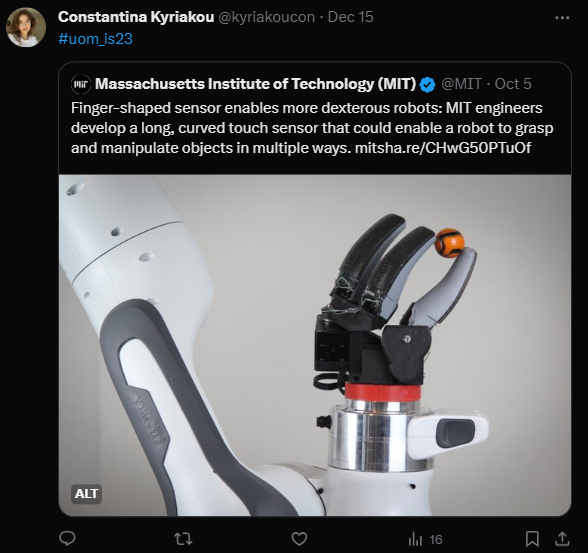 Constantina Kyriakou @kyriakoucon · Dec 15
#uom_is23
Massachusetts Institute of Technology (MIT) @MIT · Oct 5
Finger-shaped sensor enables more dexterous robots: MIT engineers
develop a long, curved touch sensor that could enable a robot to grasp
and manipulate objects in multiple ways. mitsha.re/CHwG50PTuOf
ALT
16